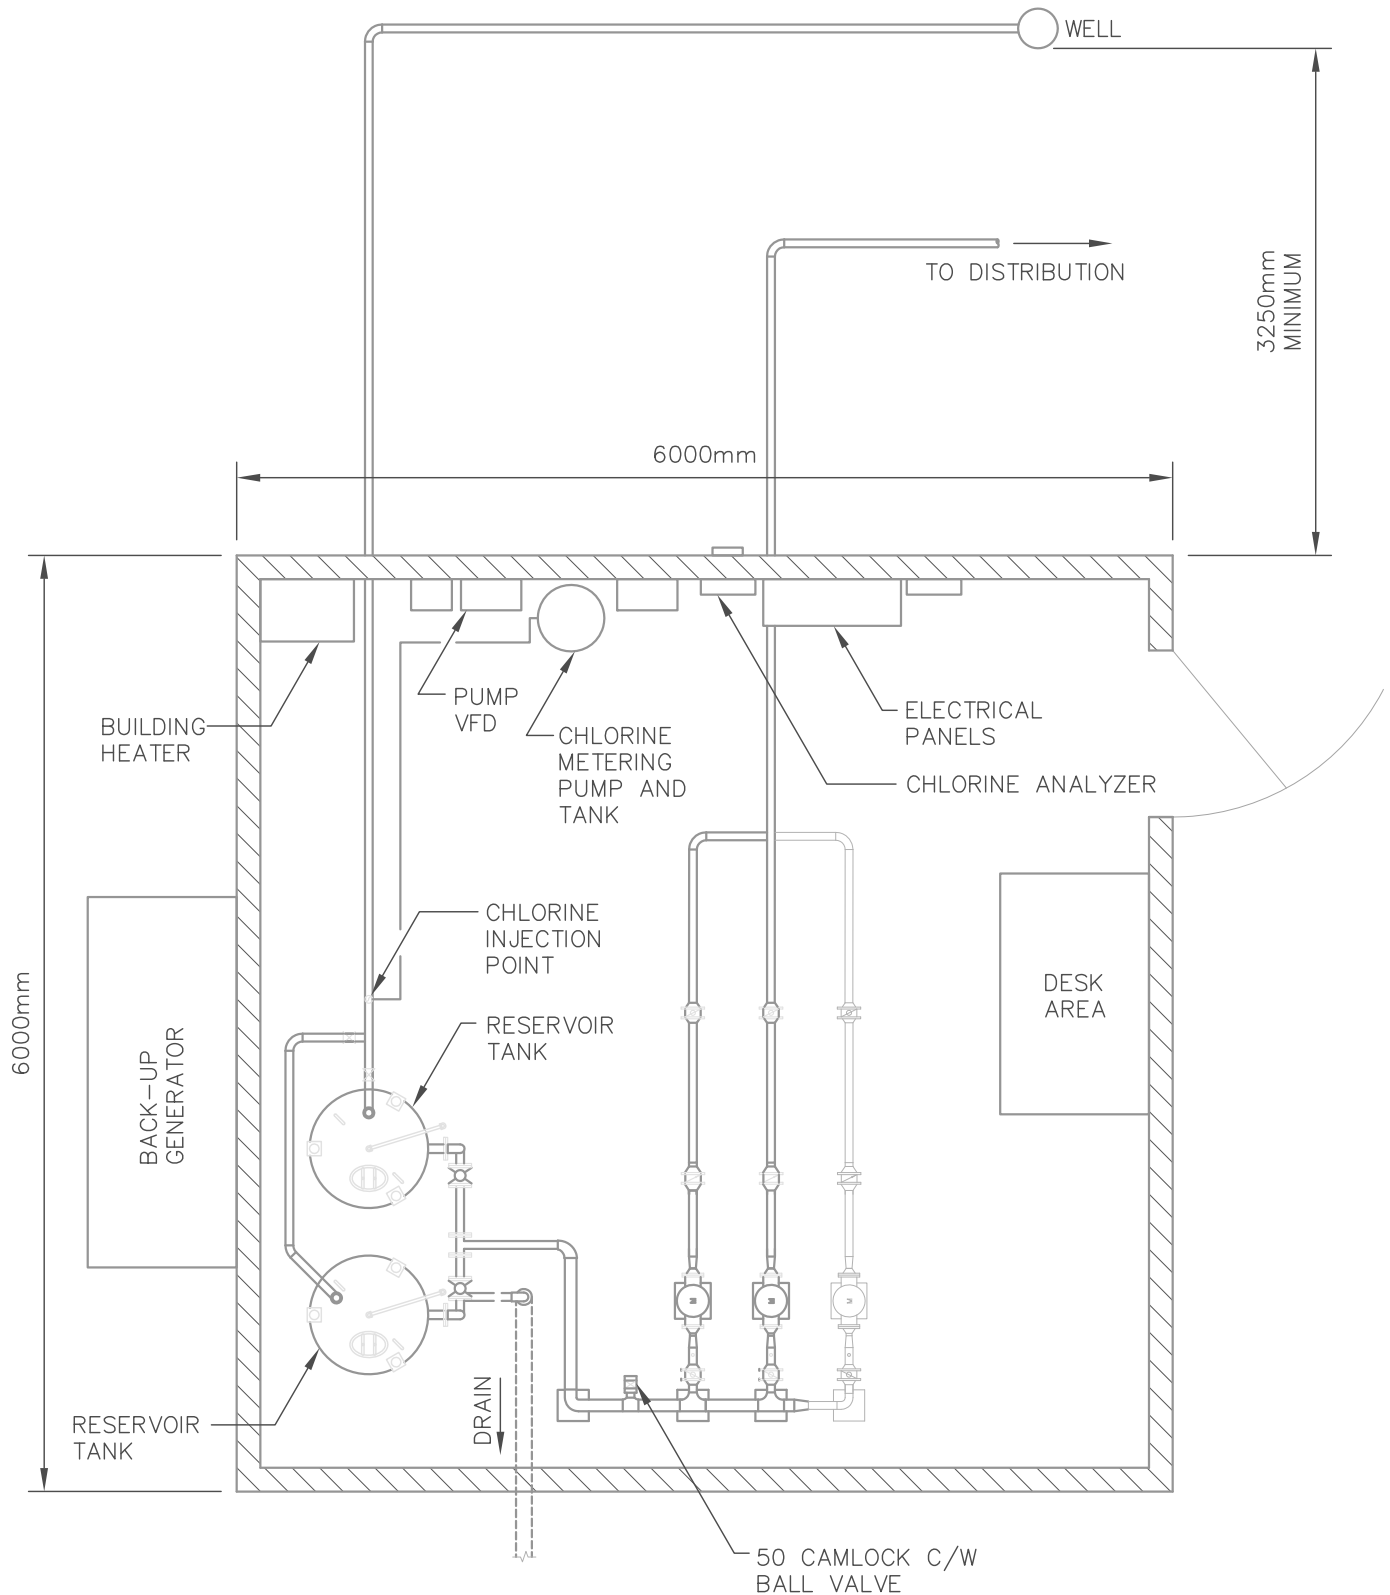 WELL
TO DISTRIBUTION
3250mm
MINIMUM
6000mm
PUMP
VFD
BUILDING
HEATER
CHLORINE
METERING
PUMP AND
TANK
ELECTRICAL
PANELS
CHLORINE ANALYZER
CHLORINE
INJECTION
POINT
RESERVOIR
TANK
DESK
AREA
6000mm
BACK-UP
GENERATOR
M
M
M
DRAIN
RESERVOIR
TANK
50 CAMLOCK C/W
BALL VALVE